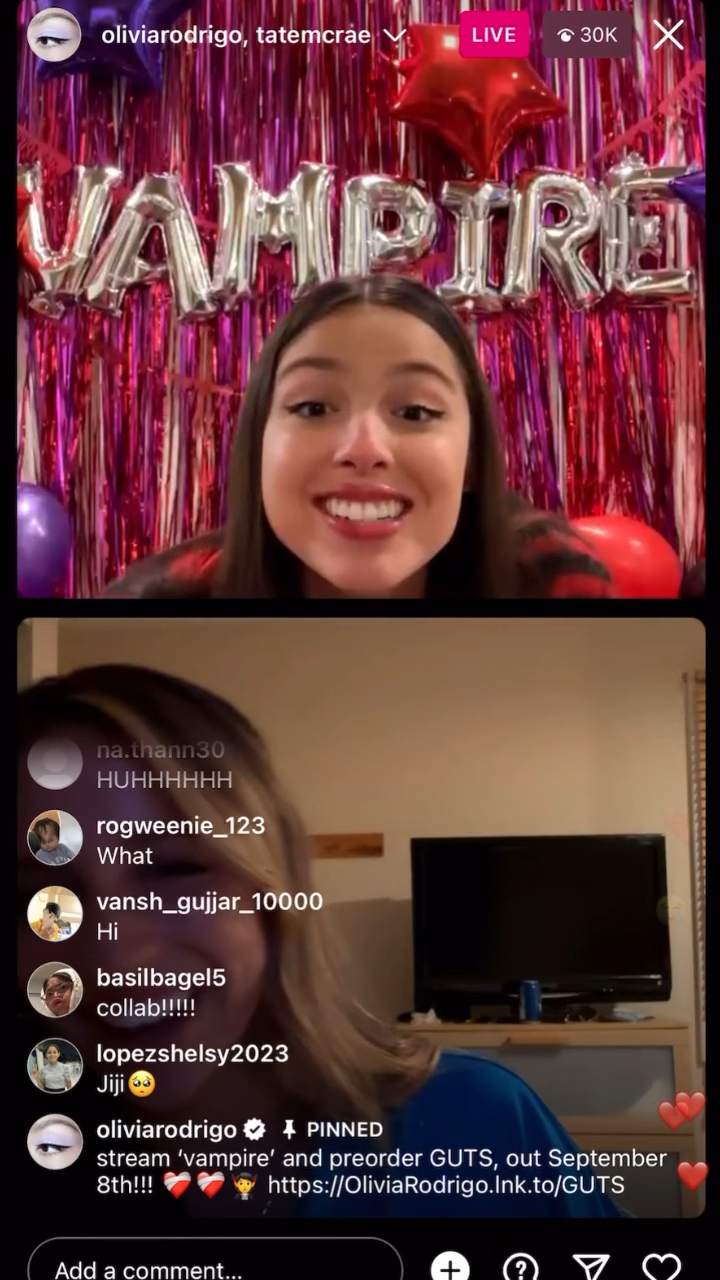 oliviarodrigo, tatemcrae
LIVE
30K
VAMPIRE
na.thann30
HUHHHHHH
rogweenie_123
What
vansh_gujjar_10000
Hi
basilbagel5
collab!!!!!
lopezshelsy2023
Jiji🥺
oliviarodrigo PINNED
stream ‘vampire’ and preorder GUTS, out September
8th!!! ❤️‍🩹❤️‍🩹🧛 https://OliviaRodrigo.lnk.to/GUTS
Add a comment...